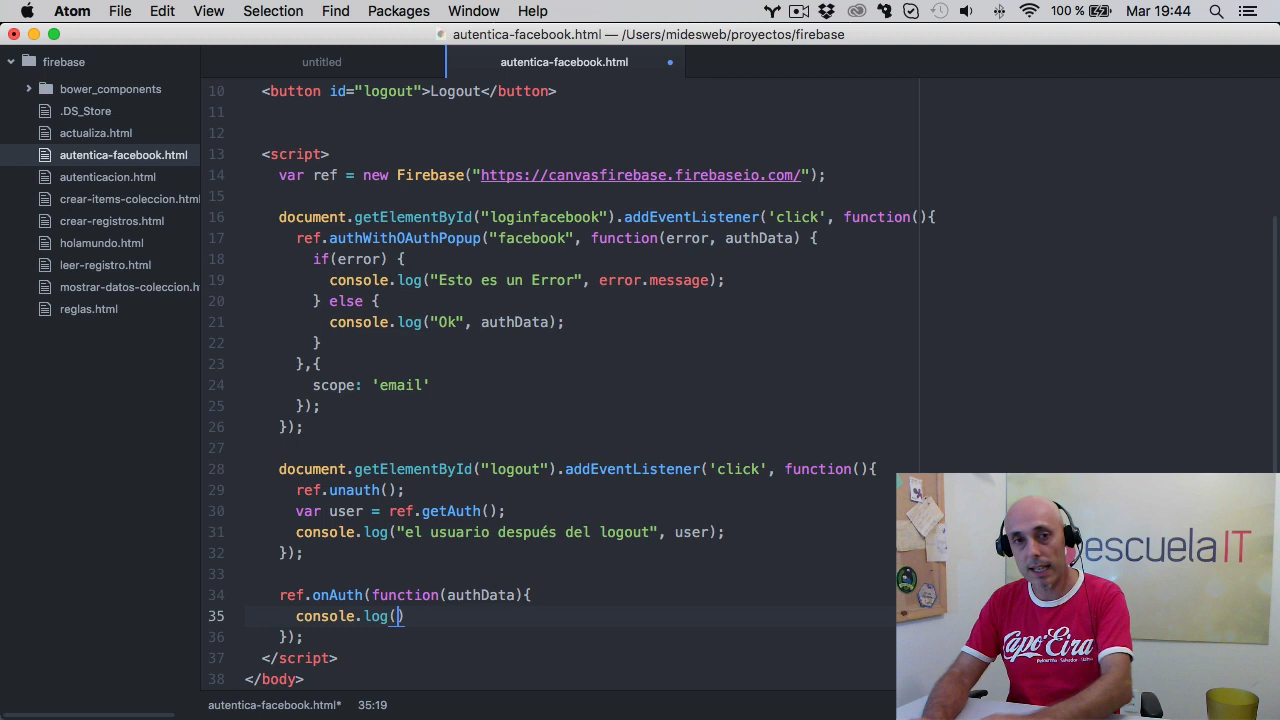 Atom File Edit View Selection Find Packages Window Help 100 % Mar 19:44
autentica-facebook.html — /Users/midesweb/proyectos/firebase
firebase
untitled
autentica-facebook.html
bower_components
.DS_Store
actualiza.html
autentica-facebook.html
autenticacion.html
crear-items-coleccion.html
crear-registros.html
holamundo.html
leer-registro.html
mostrar-datos-coleccion.h
reglas.html
10 <button id="logout">Logout</button>
11
12
13 <script>
14 var ref = new Firebase("https://canvasfirebase.firebaseio.com/");
15
16 document.getElementById("loginfacebook").addEventListener('click', function(){
17 ref.authWithOAuthPopup("facebook", function(error, authData) {
18 if(error) {
19 console.log("Esto es un Error", error.message);
20 } else {
21 console.log("Ok", authData);
22 }
23 },{
24 scope: 'email'
25 });
26 });
27
28 document.getElementById("logout").addEventListener('click', function(){
29 ref.unauth();
30 var user = ref.getAuth();
31 console.log("el usuario después del logout", user);
32 });
33
34 ref.onAuth(function(authData){
35 console.log()
36 });
37 </script>
38 </body>
autentica-facebook.html* 35:19
escuelaIT
Capo'Eira